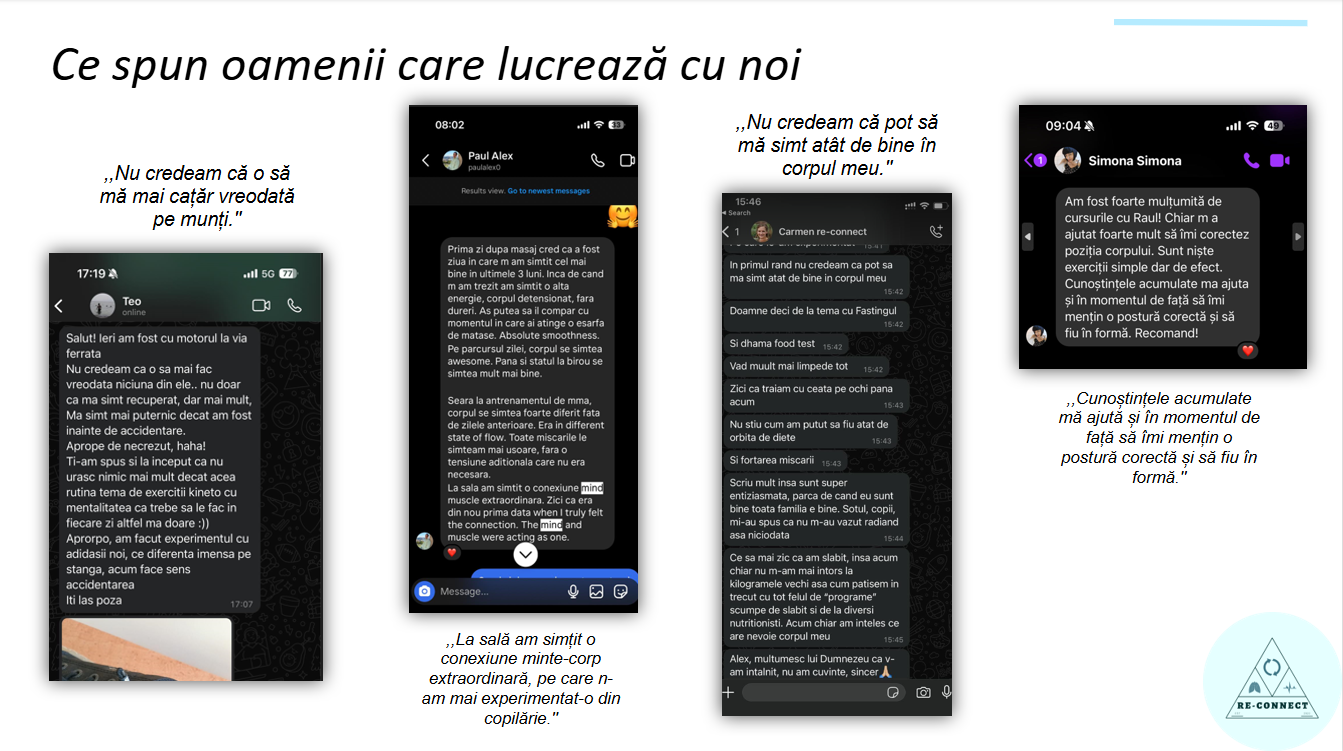 Ce spun oamenii care lucrează cu noi
,,Nu credeam că o să
mă mai cațăr vreodată
pe munți."
17:19
5G
77
Teo
online
Salut! Ieri am fost cu motorul la via
ferrata
Nu credeam ca o sa mai fac
vreodata niciuna din ele.. nu doar
ca ma simt recuperat, dar mai mult,
Ma simt mai puternic decat am fost
inainte de accidentare.
Aprope de necrezut, haha!
Ti-am spus si la inceput ca nu
urasc nimic mai mult decat acea
rutina tema de exercitii kineto cu
mentalitatea ca trebe sa le fac in
fiecare zi altfel ma doare :))
Aprorpo, am facut experimentul cu
adidasii noi, ce diferenta imensa pe
stanga, acum face sens
accidentarea
Iti las poza
17:07
08:02
33
Paul Alex
paulalex0
Results view. Go to newest messages
Prima zi dupa masaj cred ca a fost
ziua in care m am simtit cel mai
bine in ultimele 3 luni. Inca de cand
m am trezit am simtit o alta
energie, corpul detensionat, fara
dureri. As putea sa il compar cu
momentul in care ai atinge o esarfa
de matase. Absolute smoothness.
Pe parcursul zilei, corpul se simtea
awesome. Pana si statul la birou se
simtea mult mai bine.
Seara la antrenamentul de mma,
corpul se simtea foarte diferit fata
de zilele anterioare. Era in different
state of flow. Toate miscarile le
simteam mai usoare, fara o
tensiune aditionala care nu era
necesara.
La sala am simtit o conexiune mind
muscle extraordinara. Zici ca era
din nou prima data when I truly felt
the connection. The mind and
muscle were acting as one.
Message...
,,La sală am simțit o
conexiune minte-corp
extraordinară, pe care n-
am mai experimentat-o din
copilărie."
,,Nu credeam că pot să
mă simt atât de bine în
corpul meu."
15:46
Search
1
Carmen re-connect
15:41
In primul rand nu credeam ca pot sa
ma simt atat de bine in corpul meu
15:42
Doamne deci de la tema cu Fastingul
15:42
Si dhama food test 15:42
Vad muult mai limpede tot 15:42
Zici ca traiam cu ceata pe ochi pana
acum
15:43
Nu stiu cum am putut sa fiu atat de
orbita de diete
15:43
Si fortarea miscarii 15:43
Scriu mult insa sunt super
entiziasmata, parca de cand eu sunt
bine toata familia e bine. Sotul, copii,
mi-au spus ca nu m-au vazut radiand
asa niciodata
15:44
Ce sa mai zic ca am slabit, insa acum
chiar nu m-am mai intors la
kilogramele vechi asa cum patisem in
trecut cu tot felul de “programe”
scumpe de slabit si de la diversi
nutritionisti. Acum chiar am inteles ce
are nevoie corpul meu
15:45
Alex, multumesc lui Dumnezeu ca v-
am intalnit, nu am cuvinte, sincer🙏🏼
09:04
49
1
Simona Simona
Am fost foarte mulțumită de
cursurile cu Raul! Chiar m a
ajutat foarte mult să îmi corectez
poziția corpului. Sunt niște
exerciții simple dar de efect.
Cunoștințele acumulate ma ajuta
și în momentul de față să îmi
mențin o postură corectă și să
fiu în formă. Recomand!
,,Cunoștințele acumulate
mă ajută și în momentul de
față să îmi mențin o
postură corectă și să fiu în
formă."
RE-CONNECT